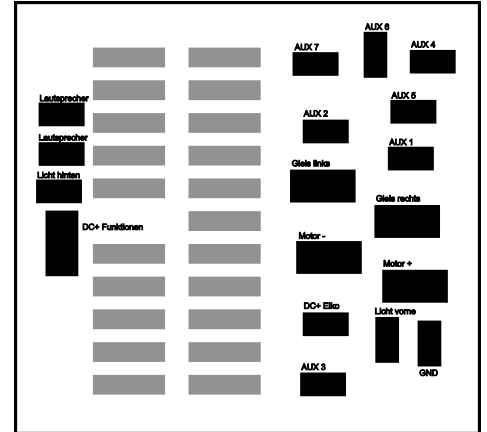 AUX 6
AUX 7
AUX 4
Lautsprecher
AUX 5
AUX 2
Lautsprecher
AUX 1
Gleis links
Licht hinten
Gleis rechts
DC+ Funktionen
Motor -
Motor +
DC+ Elko
Licht vorne
AUX 3
GND